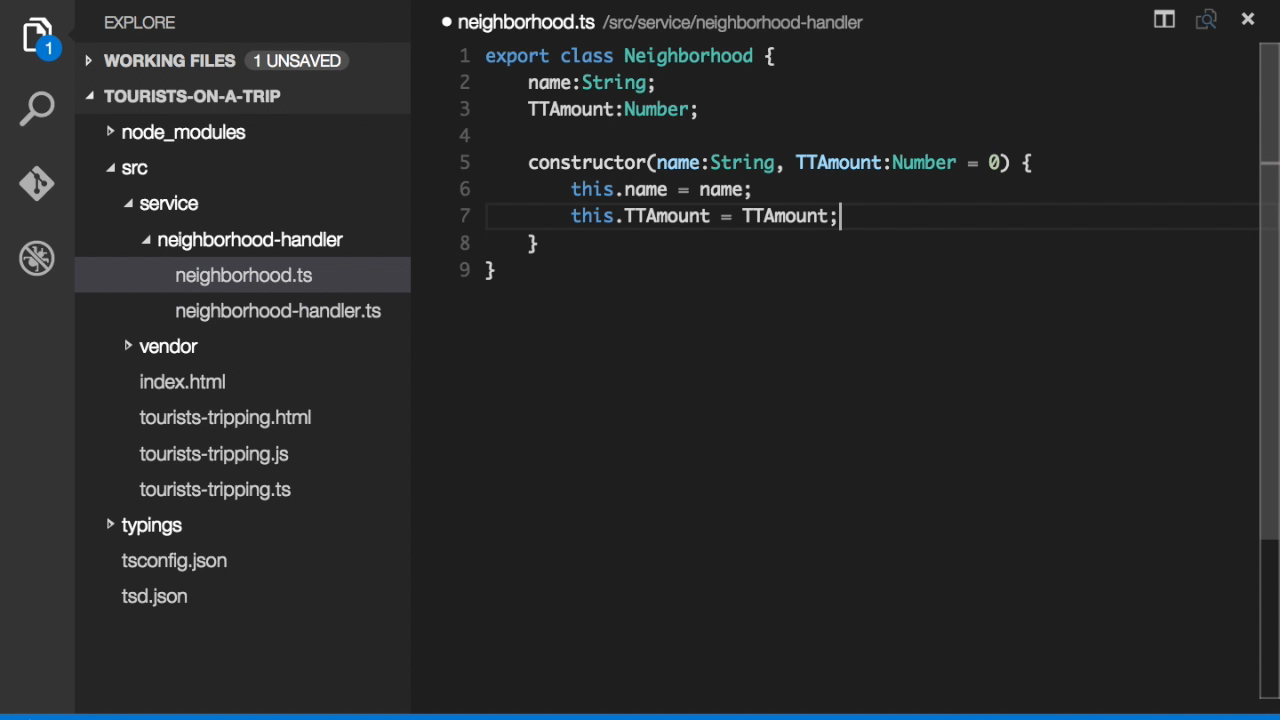 EXPLORE
1
WORKING FILES 1 UNSAVED
TOURISTS-ON-A-TRIP
node_modules
src
service
neighborhood-handler
neighborhood.ts
neighborhood-handler.ts
vendor
index.html
tourists-tripping.html
tourists-tripping.js
tourists-tripping.ts
typings
tsconfig.json
tsd.json
neighborhood.ts /src/service/neighborhood-handler
1 export class Neighborhood {
2     name:String;
3     TTAmount:Number;
4
5     constructor(name:String, TTAmount:Number = 0) {
6         this.name = name;
7         this.TTAmount = TTAmount;
8     }
9 }